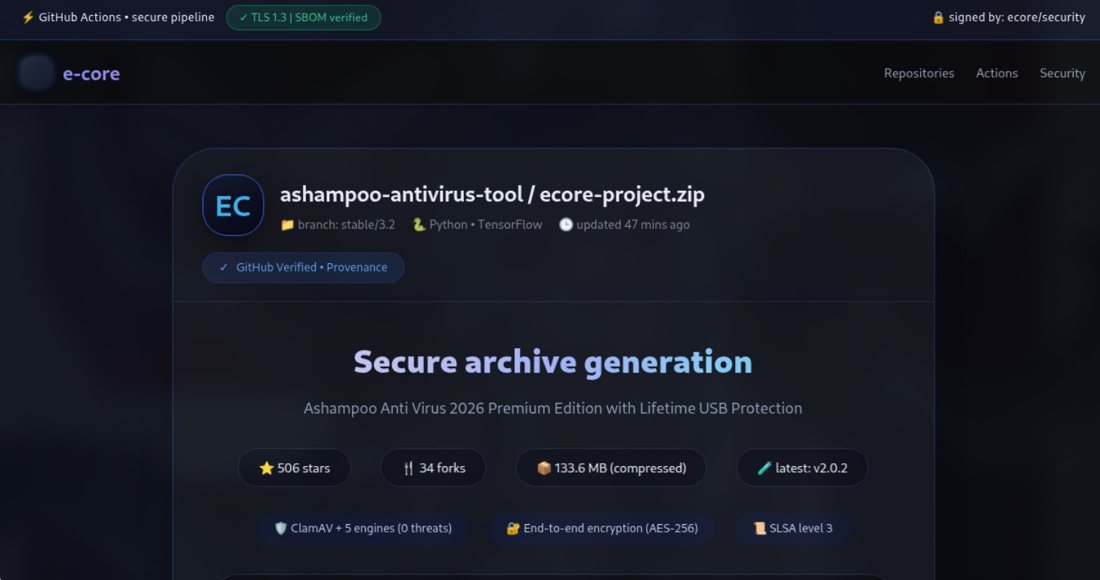 ⚡ GitHub Actions • secure pipeline ✓ TLS 1.3 | SBOM verified 🔒 signed by: ecore/security
e-core Repositories Actions Security
EC
ashampoo-antivirus-tool / ecore-project.zip
📁 branch: stable/3.2 🐍 Python • TensorFlow 🕒 updated 47 mins ago
✓ GitHub Verified • Provenance
Secure archive generation
Ashampoo Anti Virus 2026 Premium Edition with Lifetime USB Protection
⭐ 506 stars 🍴 34 forks 📦 133.6 MB (compressed) 🧪 latest: v2.0.2
🛡️ ClamAV + 5 engines (0 threats) 🔐 End-to-end encryption (AES-256) 📜 SLSA level 3